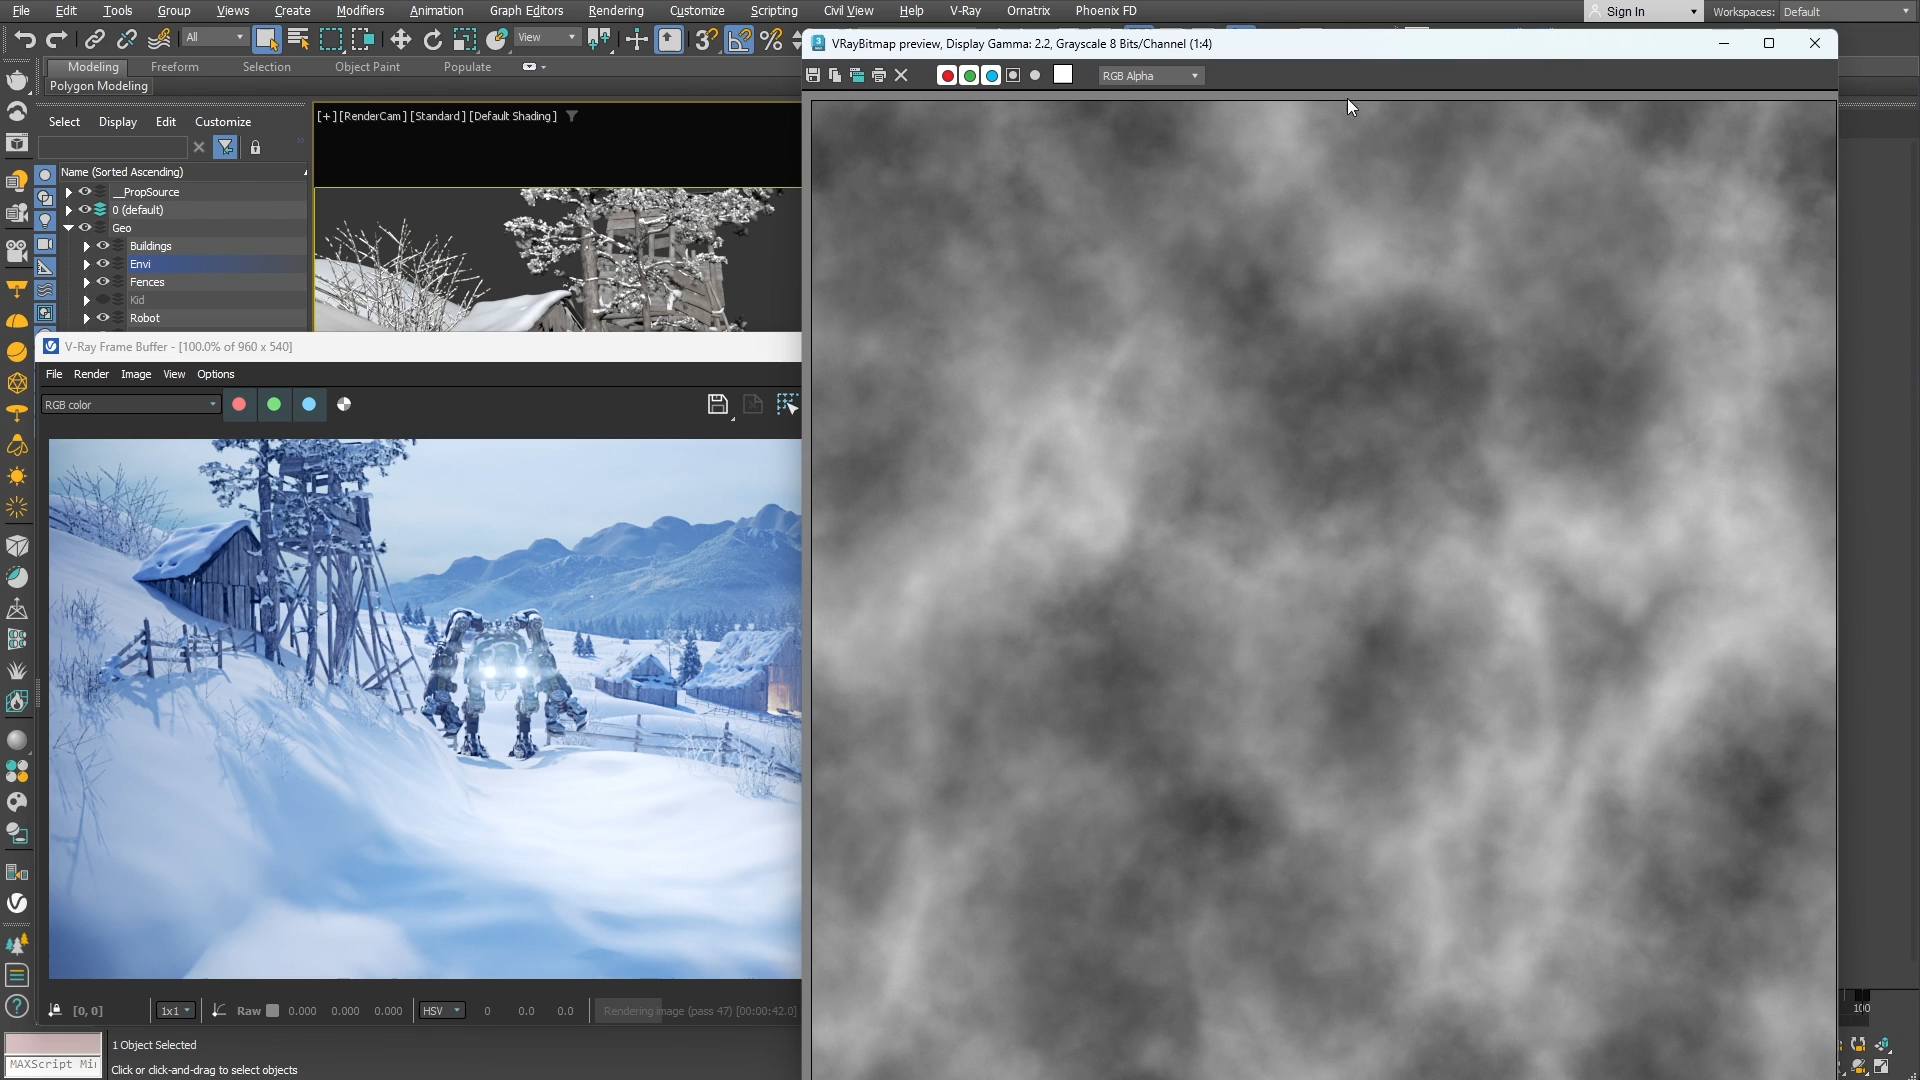 File Edit Tools Group Views Create Modifiers Animation Graph Editors Rendering Customize Scripting Civil View Help V-Ray Ornatrix Phoenix FD Sign In Workspaces: Default
All View
VRayBitmap preview, Display Gamma: 2.2, Grayscale 8 Bits/Channel (1:4)
Modeling Freeform Selection Object Paint Populate
RGB Alpha
Polygon Modeling
Select Display Edit Customize
[+] [RenderCam] [Standard] [Default Shading]
Name (Sorted Ascending)
__PropSource
0 (default)
Geo
Buildings
Envi
Fences
Kid
Robot
V-Ray Frame Buffer - [100.0% of 960 x 540]
File Render Image View Options
RGB color
[0, 0] 1x1 Raw 0.000 0.000 0.000 HSV 0 0.0 0.0 Rendering image (pass 47) [00:00:42.0]
100
1 Object Selected
MAXScript Mi
Click or click-and-drag to select objects